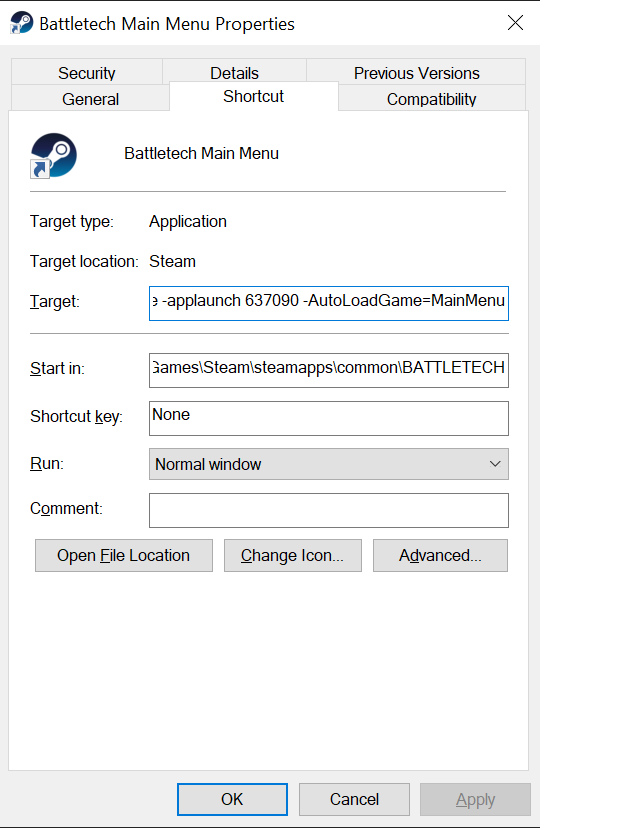 Battletech Main Menu Properties
Security Details Previous Versions
General Shortcut Compatibility
Battletech Main Menu
Target type: Application
Target location: Steam
Target: -applaunch 637090 -AutoLoadGame=MainMenu
Start in: Games\Steam\steamapps\common\BATTLETECH
Shortcut key: None
Run: Normal window
Comment:
Open File Location Change Icon... Advanced...
OK Cancel Apply